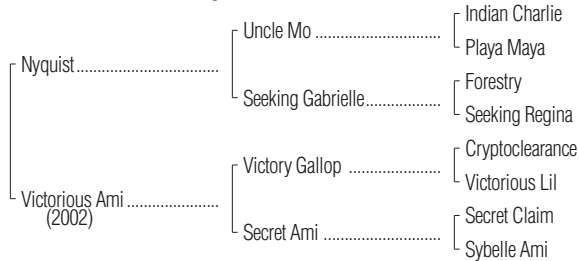 Indian Charlie
Uncle Mo ..............................
Playa Maya
Nyquist..................................
Forestry
Seeking Gabrielle..................
Seeking Regina
Cryptoclearance
Victory Gallop ......................
Victorious Lil
Victorious Ami ......................
(2002)
Secret Claim
Secret Ami ............................
Sybelle Ami